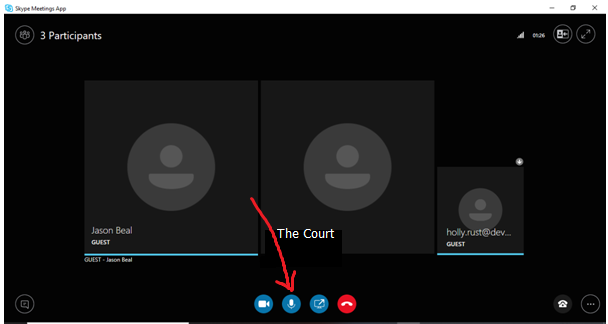 Skype Meetings App
3 Participants
01:26
Jason Beal
GUEST
The Court
holly.rust@dev...
GUEST
GUEST - Jason Beal